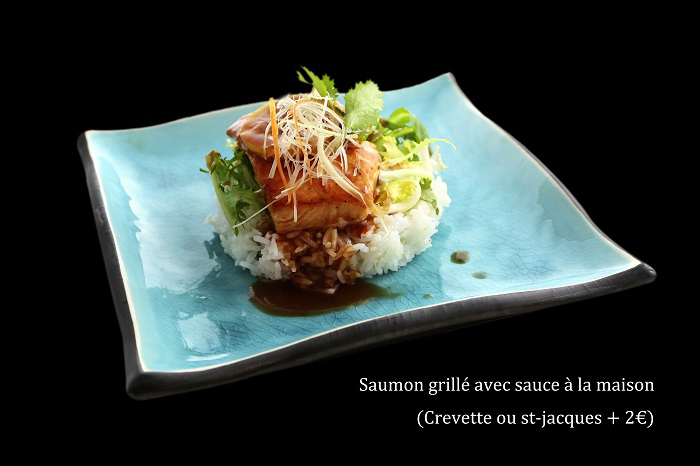 Saumon grillé avec sauce à la maison
(Crevette ou st-jacques + 2€)